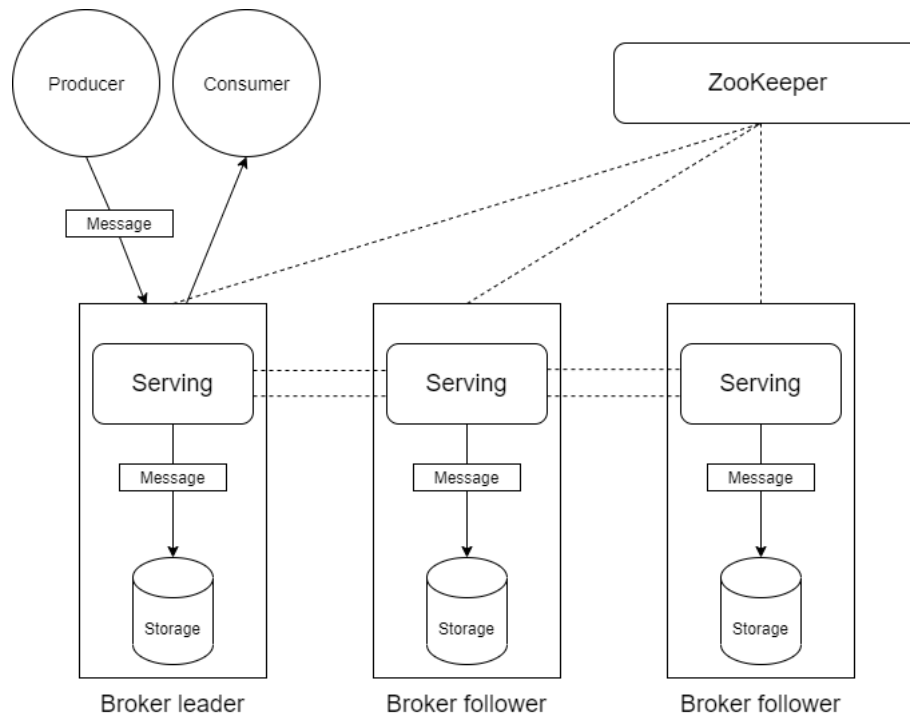 Producer
Consumer
ZooKeeper
Message
Serving
Serving
Serving
Message
Message
Message
Storage
Storage
Storage
Broker leader
Broker follower
Broker follower